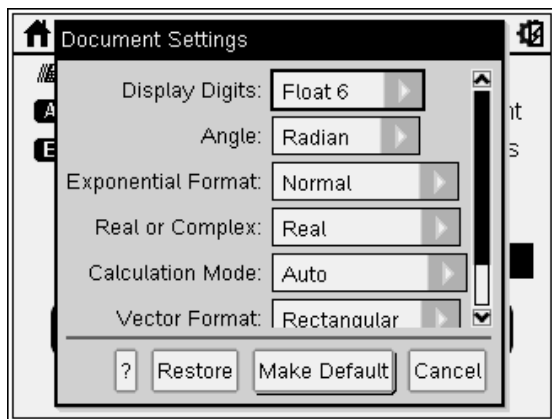 Document Settings
Display Digits: Float 6
Angle: Radian
Exponential Format: Normal
Real or Complex: Real
Calculation Mode: Auto
Vector Format: Rectangular
? Restore Make Default Cancel
A
nt
E
s